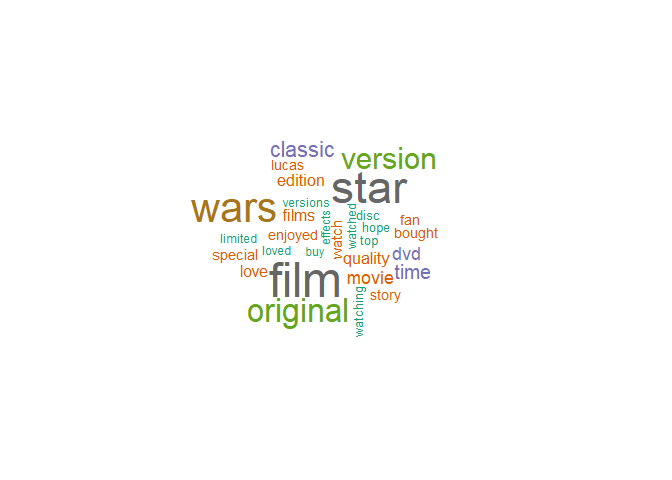 classic
version
lucas
edition
star
wars
versions
films
effects
watched
disc
fan
hope
bought
limited
enjoyed
watch
top
special
loved
buy
quality
dvd
love
film
movie
time
original
watching
story